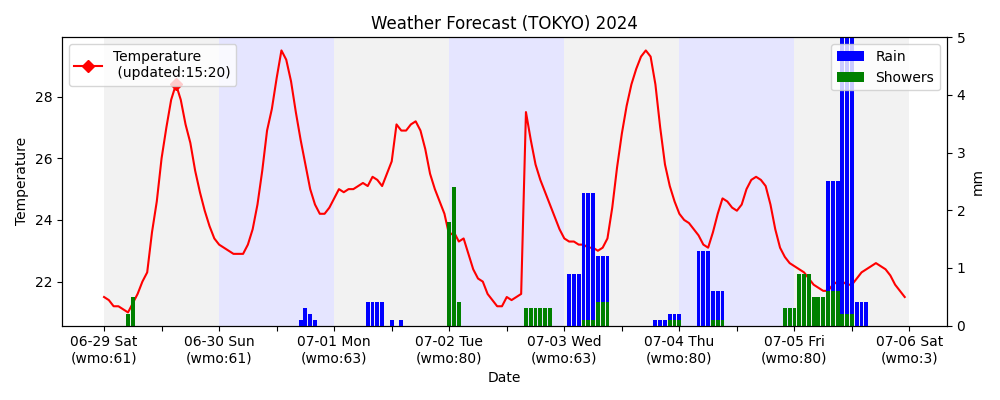 Weather Forecast (TOKYO) 2024
Temperature
(updated:15:20)
Rain
Showers
Temperature
28
26
24
22
5
4
3
2
1
0
mm
06-29 Sat
(wmo:61)
06-30 Sun
(wmo:61)
07-01 Mon
(wmo:63)
07-02 Tue
(wmo:80)
07-03 Wed
(wmo:63)
07-04 Thu
(wmo:80)
07-05 Fri
(wmo:80)
07-06 Sat
(wmo:3)
Date